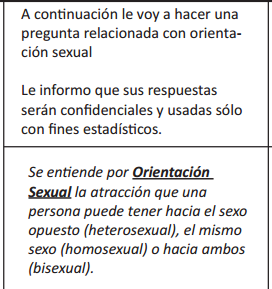 A continuación le voy a hacer una
pregunta relacionada con orienta-
ción sexual
Le informo que sus respuestas
serán confidenciales y usadas sólo
con fines estadísticos.
Se entiende por Orientación
Sexual la atracción que una
persona puede tener hacia el sexo
opuesto (heterosexual), el mismo
sexo (homosexual) o hacia ambos
(bisexual).